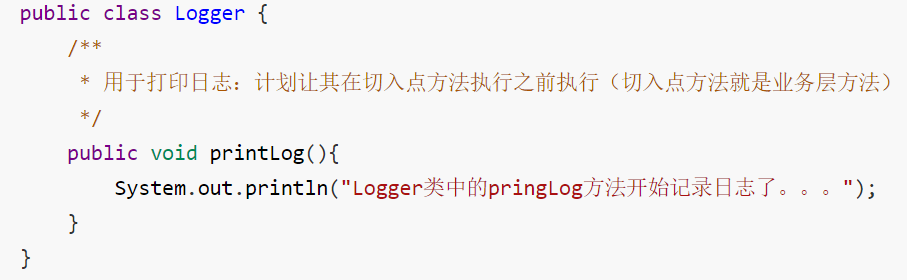 public class Logger {
/**
* 用于打印日志：计划让其在切入点方法执行之前执行（切入点方法就是业务层方法）
*/
public void printLog(){
System.out.println("Logger类中的pringLog方法开始记录日志了。。。");
}
}